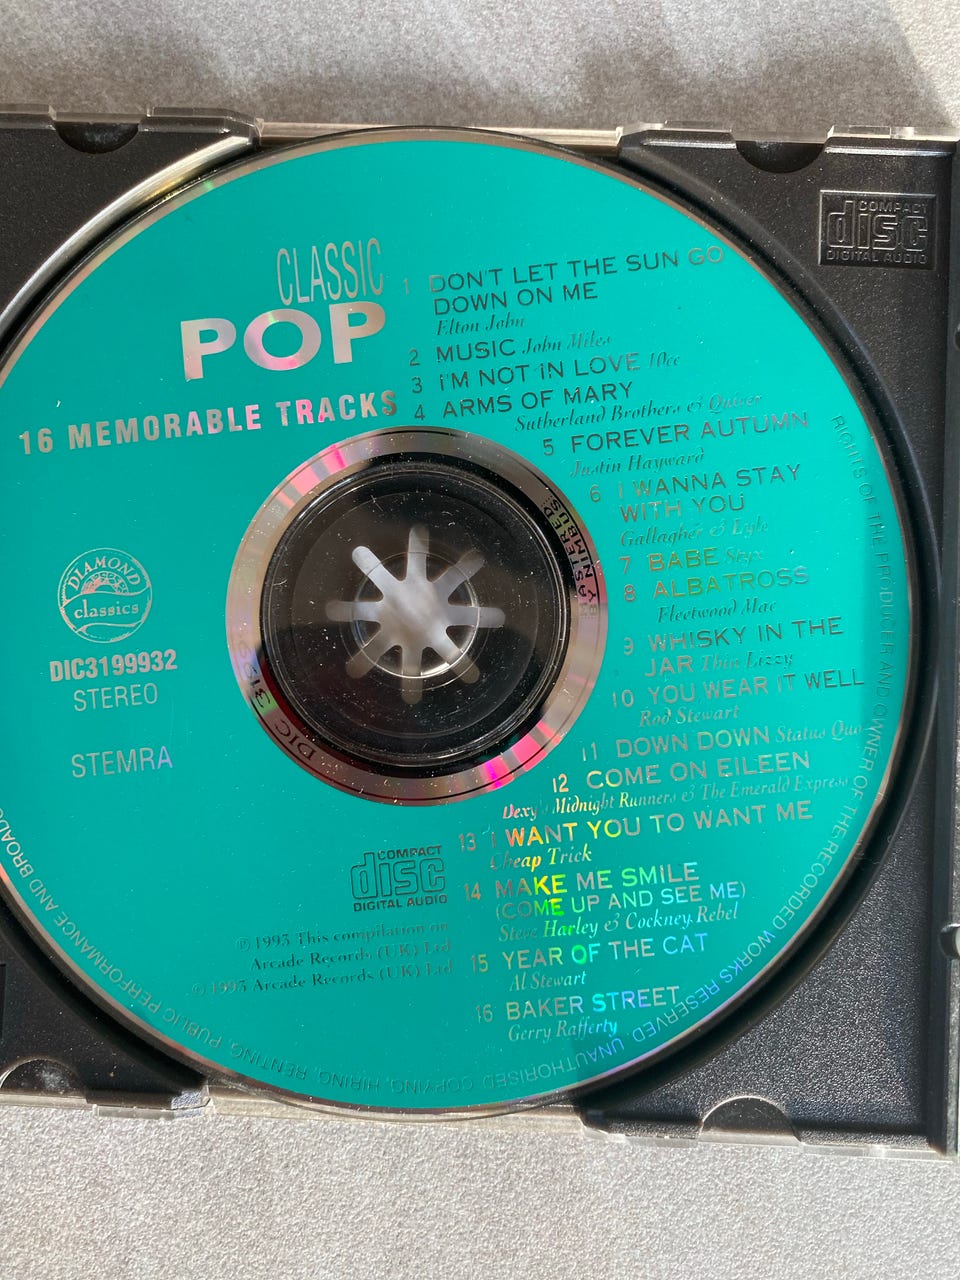 CLASSIC
POP
16 MEMORABLE TRACKS
1 DON'T LET THE SUN GO
DOWN ON ME
Elton John
2 MUSIC John Miles
3 I'M NOT IN LOVE 10cc
4 ARMS OF MARY
Sutherland Brothers & Quiver
5 FOREVER AUTUMN
Justin Hayward
6 I WANNA STAY
WITH YOU
Gallagher & Lyle
7 BABE Styx
8 ALBATROSS
Fleetwood Mac
9 WHISKY IN THE
JAR Thin Lizzy
10 YOU WEAR IT WELL
Rod Stewart
11 DOWN DOWN Status Quo
12 COME ON EILEEN
Dexy's Midnight Runners & The Emerald Express
13 I WANT YOU TO WANT ME
Cheap Trick
14 MAKE ME SMILE
(COME UP AND SEE ME)
Steve Harley & Cockney Rebel
15 YEAR OF THE CAT
Al Stewart
16 BAKER STREET
Gerry Rafferty
DIAMOND
classics
DIC3199932
STEREO
STEMRA
COMPACT
disc
DIGITAL AUDIO
℗ 1993 This compilation on
Arcade Records (UK) Ltd
© 1993 Arcade Records (UK) Ltd
RIGHTS OF THE PRODUCER AND OWNER OF THE RECORDED WORKS RESERVED. UNAUTHORISED COPYING, HIRING, RENTING, PUBLIC PERFORMANCE AND
MASTERED
BY NIMBUS
DIC
COMPACT
disc
DIGITAL AUDIO